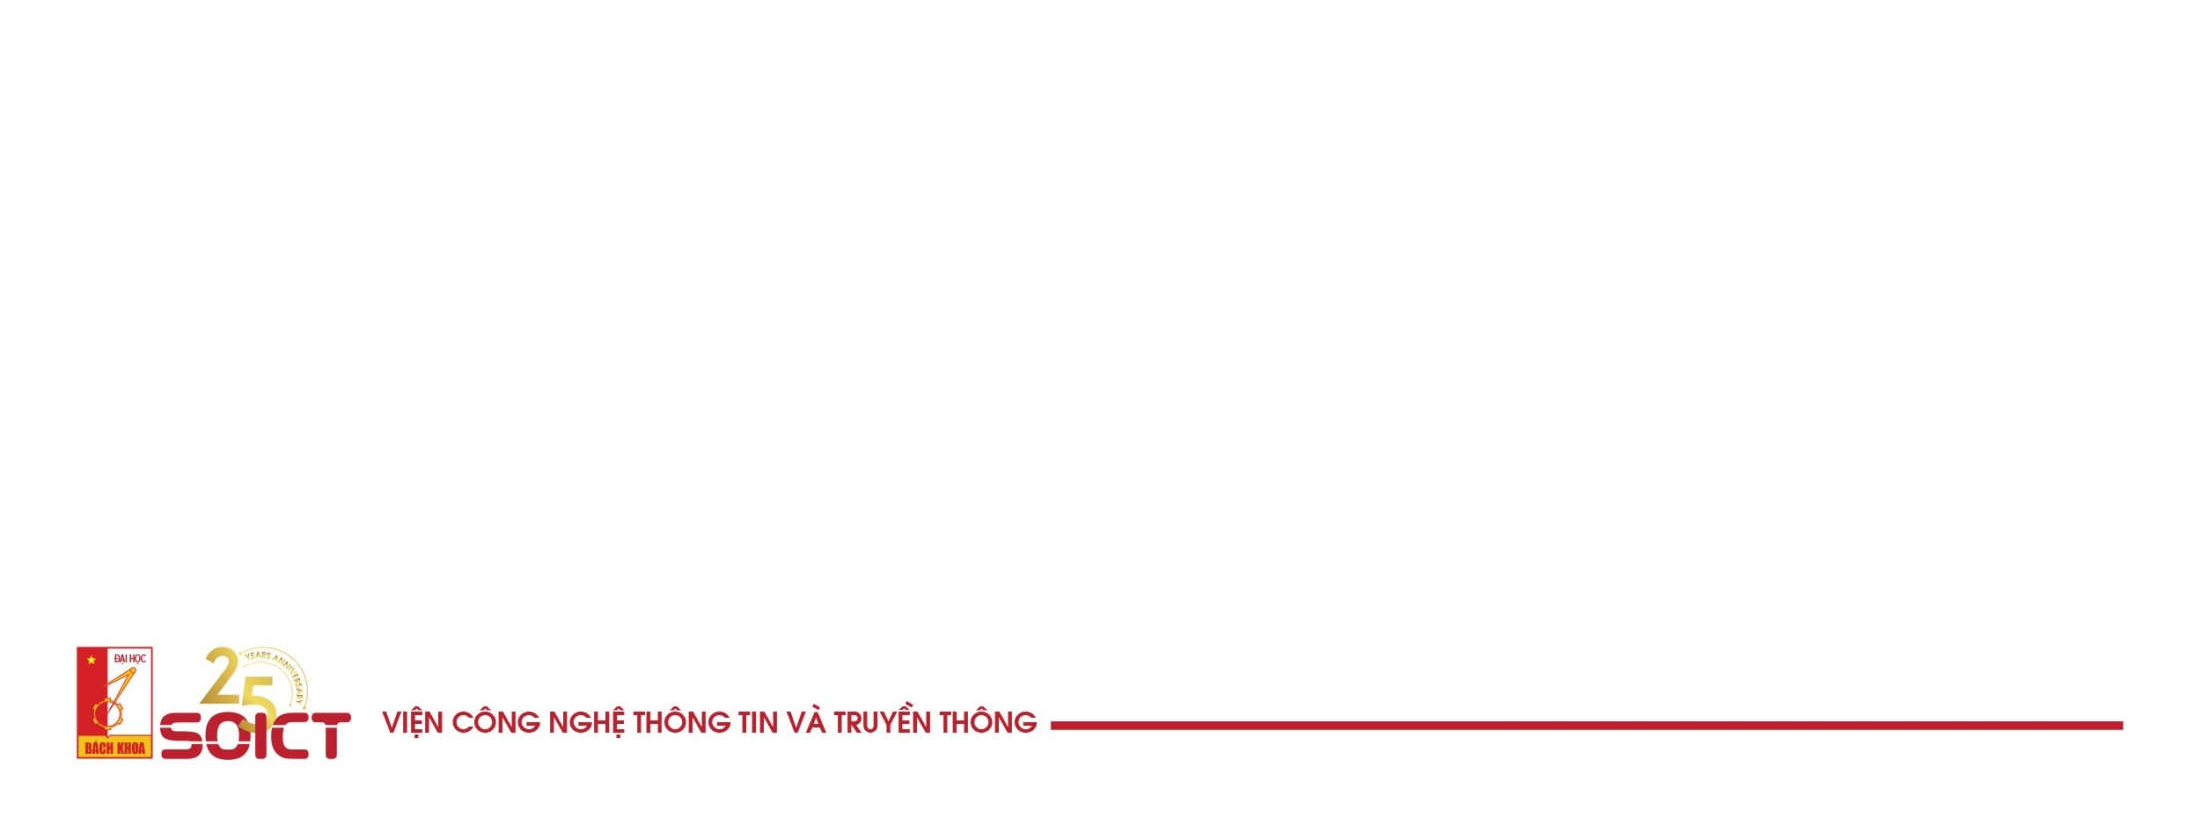 ĐẠI HỌC
BÁCH KHOA
25
YEARS ANNIVERSARY
SOICT
VIỆN CÔNG NGHỆ THÔNG TIN VÀ TRUYỀN THÔNG